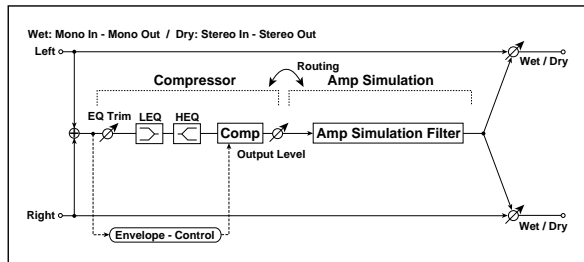 Wet: Mono In - Mono Out / Dry: Stereo In - Stereo Out
Left
Wet / Dry
Routing
Compressor
Amp Simulation
EQ Trim
LEQ
HEQ
Comp
Output Level
Amp Simulation Filter
Right
Wet / Dry
Envelope - Control